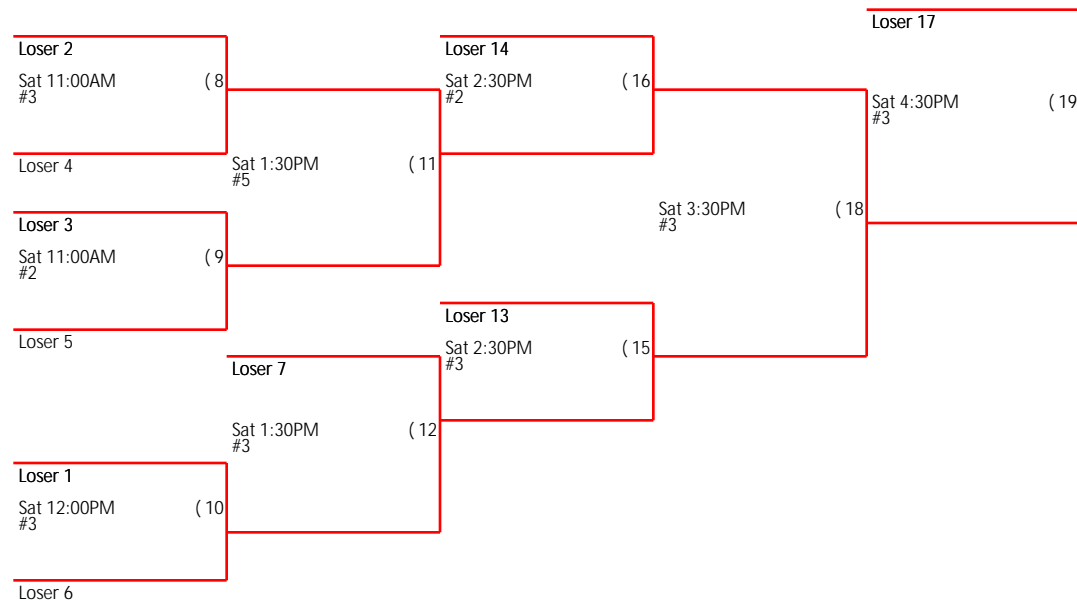 Loser 17
Loser 2
Loser 14
Sat 11:00AM (8
#3
Sat 2:30PM (16
#2
Sat 4:30PM (19
#3
Loser 4
Sat 1:30PM (11
#5
Loser 3
Sat 3:30PM (18
#3
Sat 11:00AM (9
#2
Loser 13
Loser 5
Sat 2:30PM (15
#3
Loser 7
Sat 1:30PM (12
#3
Loser 1
Sat 12:00PM (10
#3
Loser 6